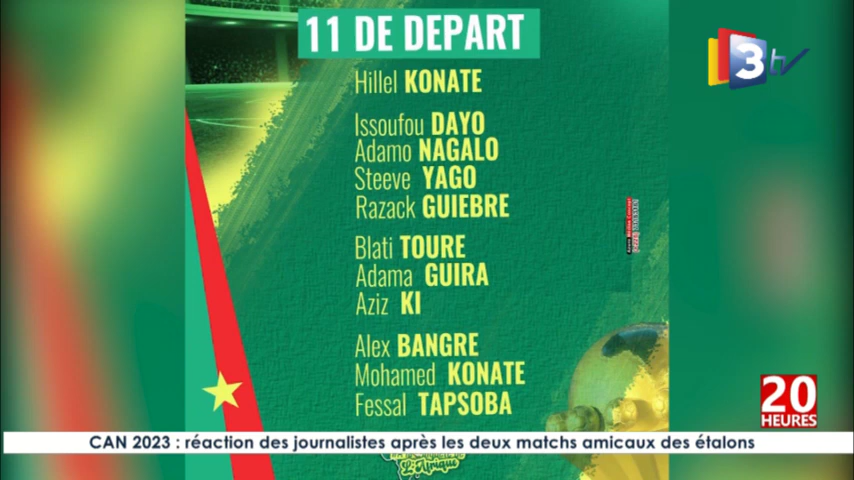 11 DE DEPART
3tv
Hillel KONATE
Issoufou DAYO
Adamo NAGALO
Steeve YAGO
Razack GUIEBRE
Blati TOURE
Adama GUIRA
Aziz KI
Alex BANGRE
Mohamed KONATE
Fessal TAPSOBA
20
HEURES
CAN 2023 : réaction des journalistes après les deux matchs amicaux des étalons
L'Afrique